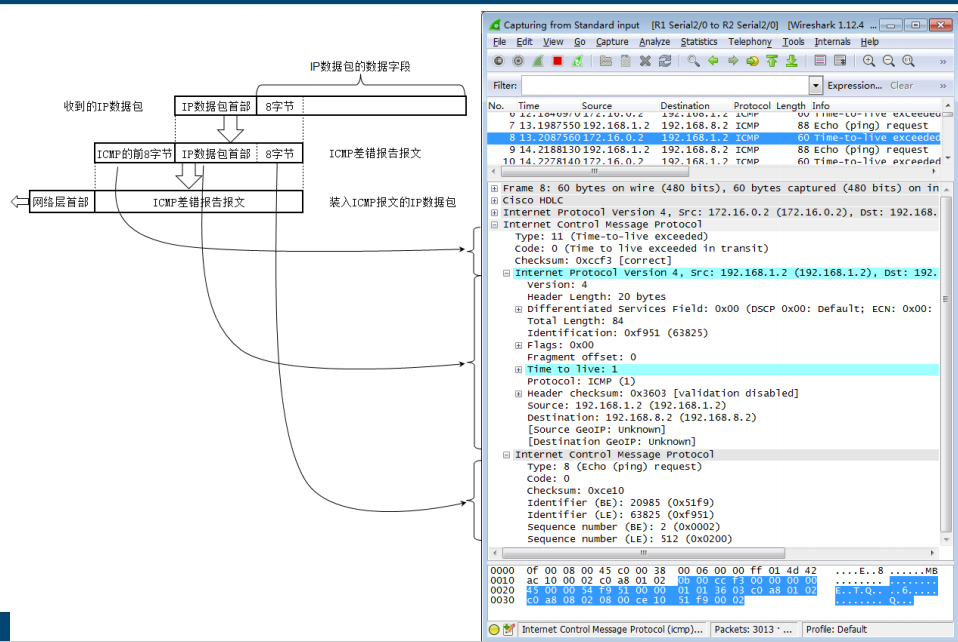 IP数据包的数据字段
收到的IP数据包
IP数据包首部 8字节
ICMP的前8字节 IP数据包首部 8字节
ICMP差错报告报文
网络层首部 ICMP差错报告报文
装入ICMP报文的IP数据包
Capturing from Standard input [R1 Serial2/0 to R2 Serial2/0] [Wireshark 1.12.4 ...
File Edit View Go Capture Analyze Statistics Telephony Tools Internals Help
Filter: Expression... Clear »
No. Time Source Destination Protocol Length Info
6 12.1846970 172.16.0.2 192.168.1.2 ICMP 60 Time-to-live exceeded
7 13.1987550 192.168.1.2 192.168.8.2 ICMP 88 Echo (ping) request
8 13.2087560 172.16.0.2 192.168.1.2 ICMP 60 Time-to-live exceeded
9 14.2188130 192.168.1.2 192.168.8.2 ICMP 88 Echo (ping) request
10 14.2278140 172.16.0.2 192.168.1.2 ICMP 60 Time-to-live exceeded
Frame 8: 60 bytes on wire (480 bits), 60 bytes captured (480 bits) on in
Cisco HDLC
Internet Protocol Version 4, Src: 172.16.0.2 (172.16.0.2), Dst: 192.168.
Internet Control Message Protocol
Type: 11 (Time-to-live exceeded)
Code: 0 (Time to live exceeded in transit)
Checksum: 0xccf3 [correct]
Internet Protocol Version 4, Src: 192.168.1.2 (192.168.1.2), Dst: 192.
Version: 4
Header Length: 20 bytes
Differentiated Services Field: 0x00 (DSCP 0x00: Default; ECN: 0x00:
Total Length: 84
Identification: 0xf951 (63825)
Flags: 0x00
Fragment offset: 0
Time to live: 1
Protocol: ICMP (1)
Header checksum: 0x3603 [validation disabled]
Source: 192.168.1.2 (192.168.1.2)
Destination: 192.168.8.2 (192.168.8.2)
[Source GeoIP: Unknown]
[Destination GeoIP: Unknown]
Internet Control Message Protocol
Type: 8 (Echo (ping) request)
Code: 0
Checksum: 0xce10
Identifier (BE): 20985 (0x51f9)
Identifier (LE): 63825 (0xf951)
Sequence number (BE): 2 (0x0002)
Sequence number (LE): 512 (0x0200)
0000 0f 00 08 00 45 c0 00 38 00 06 00 00 ff 01 4d 42 ....E..8 ......MB
0010 ac 10 00 02 c0 a8 01 02 0b 00 cc f3 00 00 00 00 ........ ........
0020 45 00 00 54 f9 51 00 00 01 01 36 03 c0 a8 01 02 E..T.Q.. ..6.....
0030 c0 a8 08 02 08 00 ce 10 51 f9 00 02 ........ Q...
Internet Control Message Protocol (icmp)... Packets: 3013 · ... Profile: Default